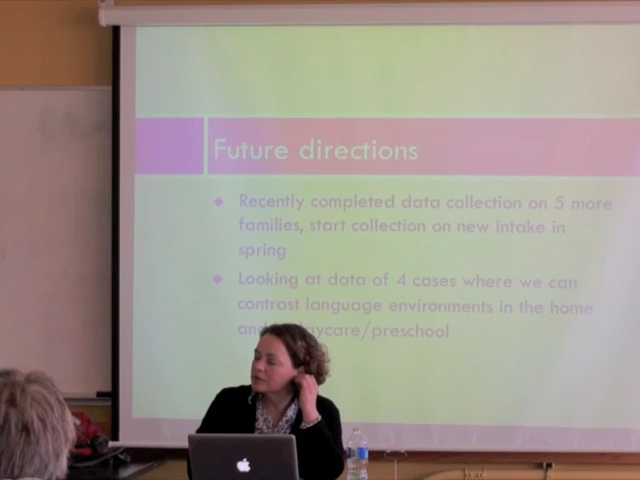 Future directions
Recently completed data collection on 5 more
families, start collection on new intake in
spring
Looking at data of 4 cases where we can
contrast language environments in the home
and daycare/preschool